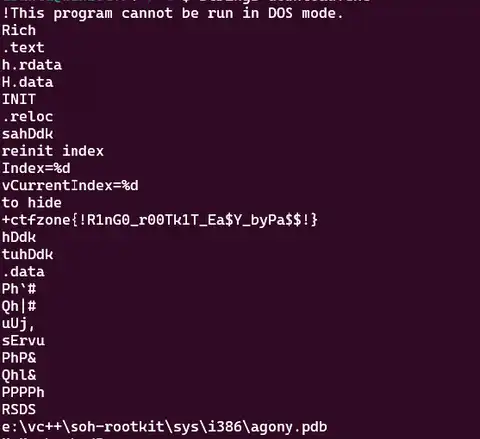 !This program cannot be run in DOS mode.
Rich
.text
h.rdata
H.data
INIT
.reloc
sahDdk
reinit index
Index=%d
vCurrentIndex=%d
to hide
+ctfzone{!R1nG0_r00Tk1T_Ea$Y_byPa$$!}
hDdk
tuhDdk
.data
Ph`#
Qh|#
uUj,
sErvu
PhP&
Qhl&
PPPPh
RSDS
e:\vc++\soh-rootkit\sys\i386\agony.pdb